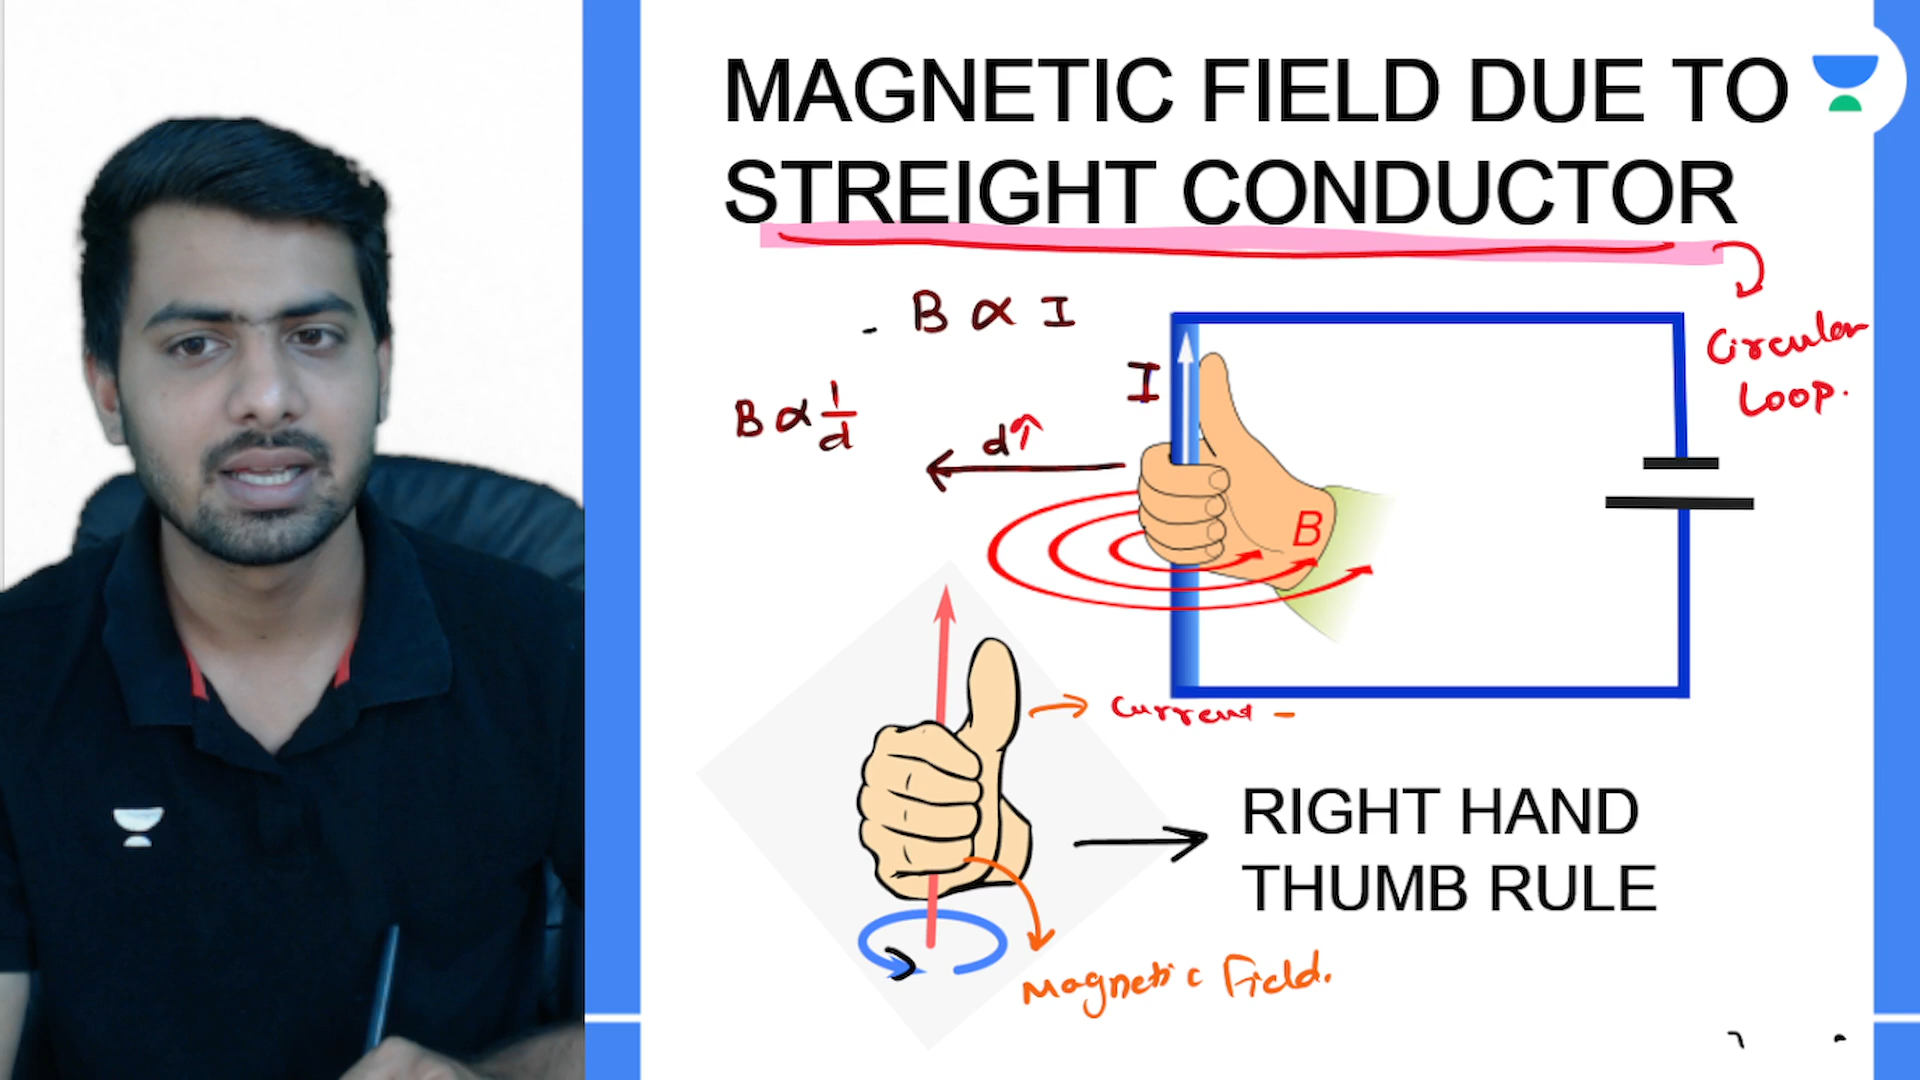 MAGNETIC FIELD DUE TO
STREIGHT CONDUCTOR
- B ∝ I
Circular
Loop.
I
B ∝ 1/d
d↑
B
Current -
RIGHT HAND
THUMB RULE
Magnetic Field.